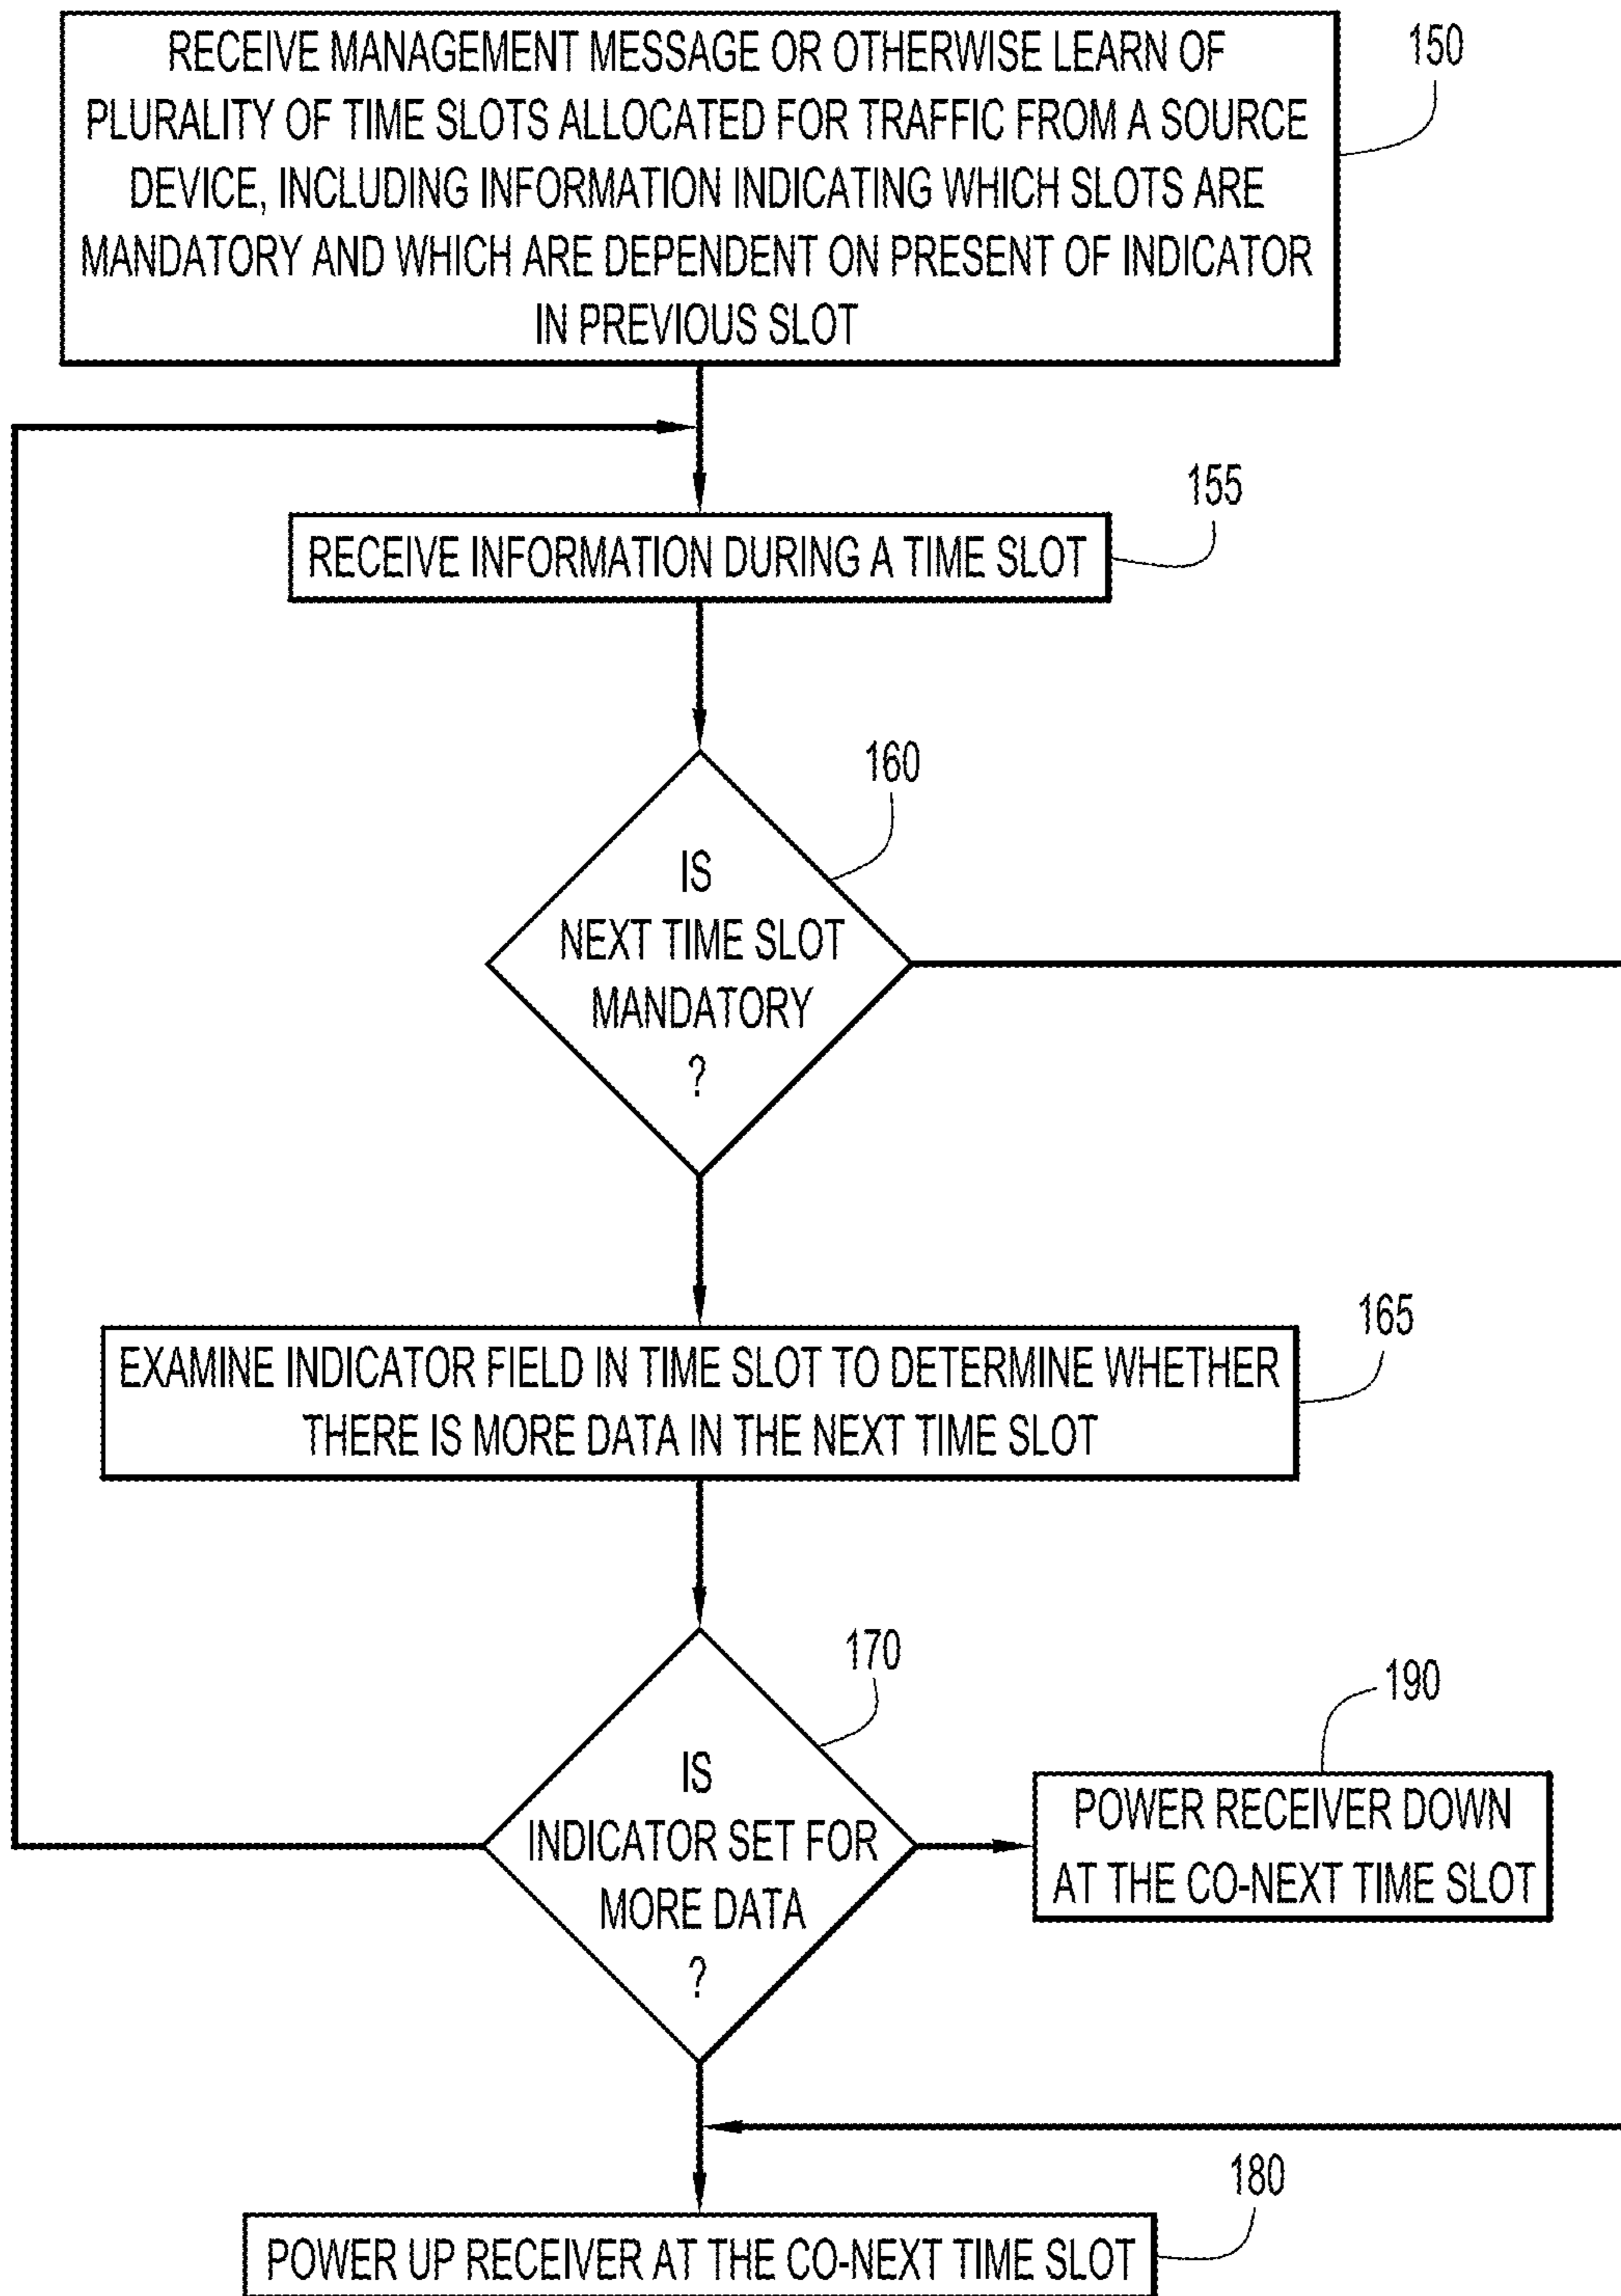 RECEIVE MANAGEMENT MESSAGE OR OTHERWISE LEARN OF
PLURALITY OF TIME SLOTS ALLOCATED FOR TRAFFIC FROM A SOURCE
DEVICE, INCLUDING INFORMATION INDICATING WHICH SLOTS ARE
MANDATORY AND WHICH ARE DEPENDENT ON PRESENT OF INDICATOR
IN PREVIOUS SLOT
150
155
RECEIVE INFORMATION DURING A TIME SLOT
160
IS
NEXT TIME SLOT
MANDATORY
?
165
EXAMINE INDICATOR FIELD IN TIME SLOT TO DETERMINE WHETHER
THERE IS MORE DATA IN THE NEXT TIME SLOT
170
IS
INDICATOR SET FOR
MORE DATA
?
190
POWER RECEIVER DOWN
AT THE CO-NEXT TIME SLOT
180
POWER UP RECEIVER AT THE CO-NEXT TIME SLOT